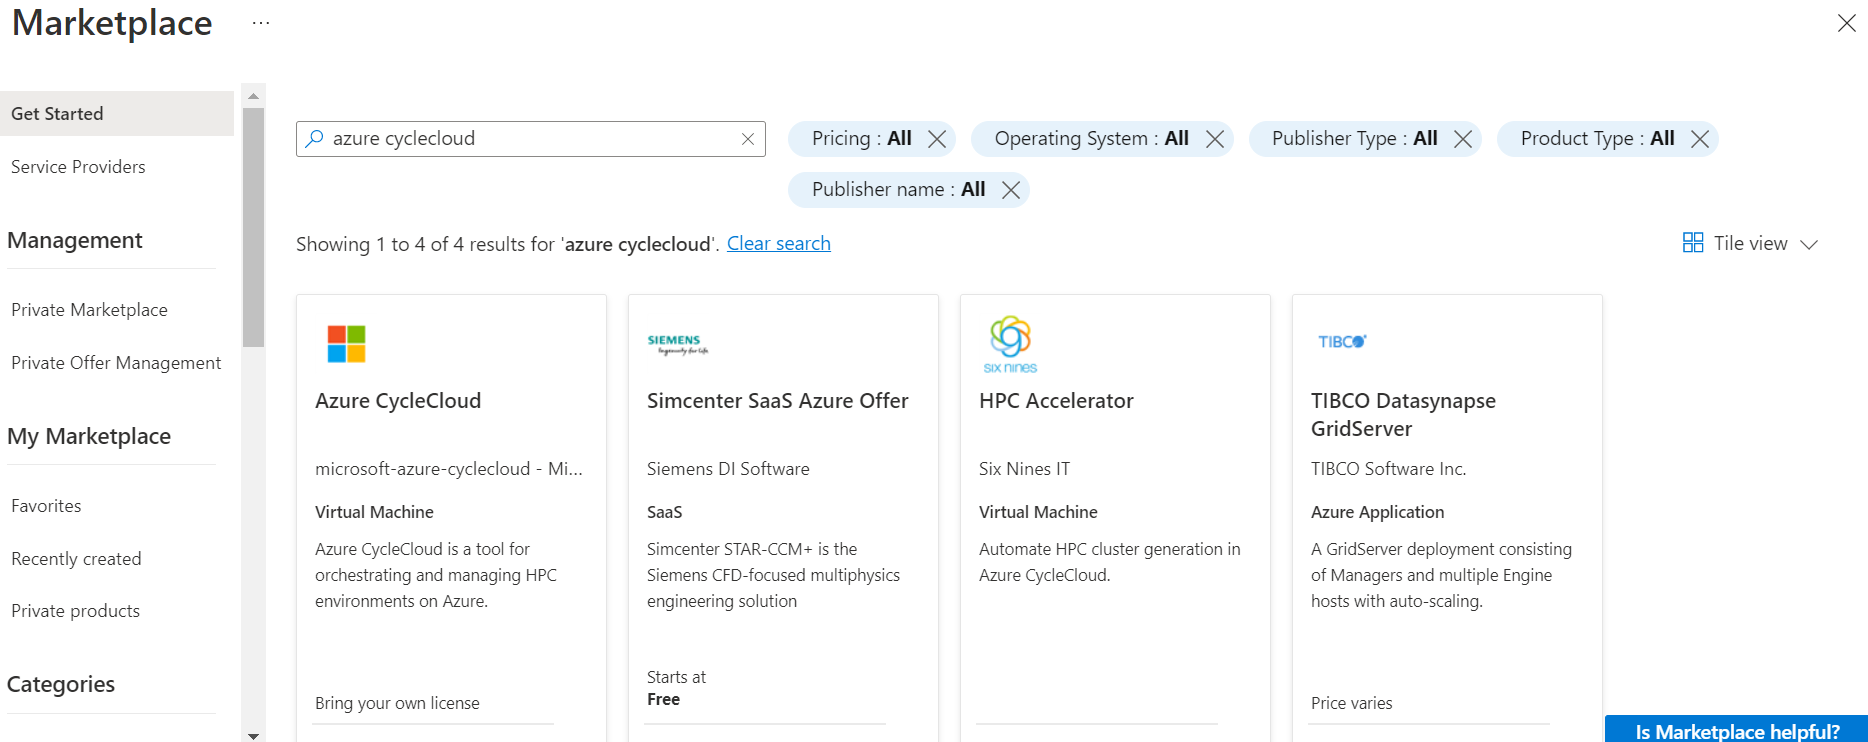 Marketplace ...
Get Started
Service Providers
Management
Private Marketplace
Private Offer Management
My Marketplace
Favorites
Recently created
Private products
Categories
azure cyclecloud
Pricing : All
Operating System : All
Publisher Type : All
Product Type : All
Publisher name : All
Showing 1 to 4 of 4 results for 'azure cyclecloud'. Clear search
Tile view
Azure CycleCloud
microsoft-azure-cyclecloud - Mi...
Virtual Machine
Azure CycleCloud is a tool for
orchestrating and managing HPC
environments on Azure.
Bring your own license
SIEMENS
Ingenuity for life
Simcenter SaaS Azure Offer
Siemens DI Software
SaaS
Simcenter STAR-CCM+ is the
Siemens CFD-focused multiphysics
engineering solution
Starts at
Free
SIX NINES
HPC Accelerator
Six Nines IT
Virtual Machine
Automate HPC cluster generation in
Azure CycleCloud.
TIBCO
TIBCO Datasynapse
GridServer
TIBCO Software Inc.
Azure Application
A GridServer deployment consisting
of Managers and multiple Engine
hosts with auto-scaling.
Price varies
Is Marketplace helpful?